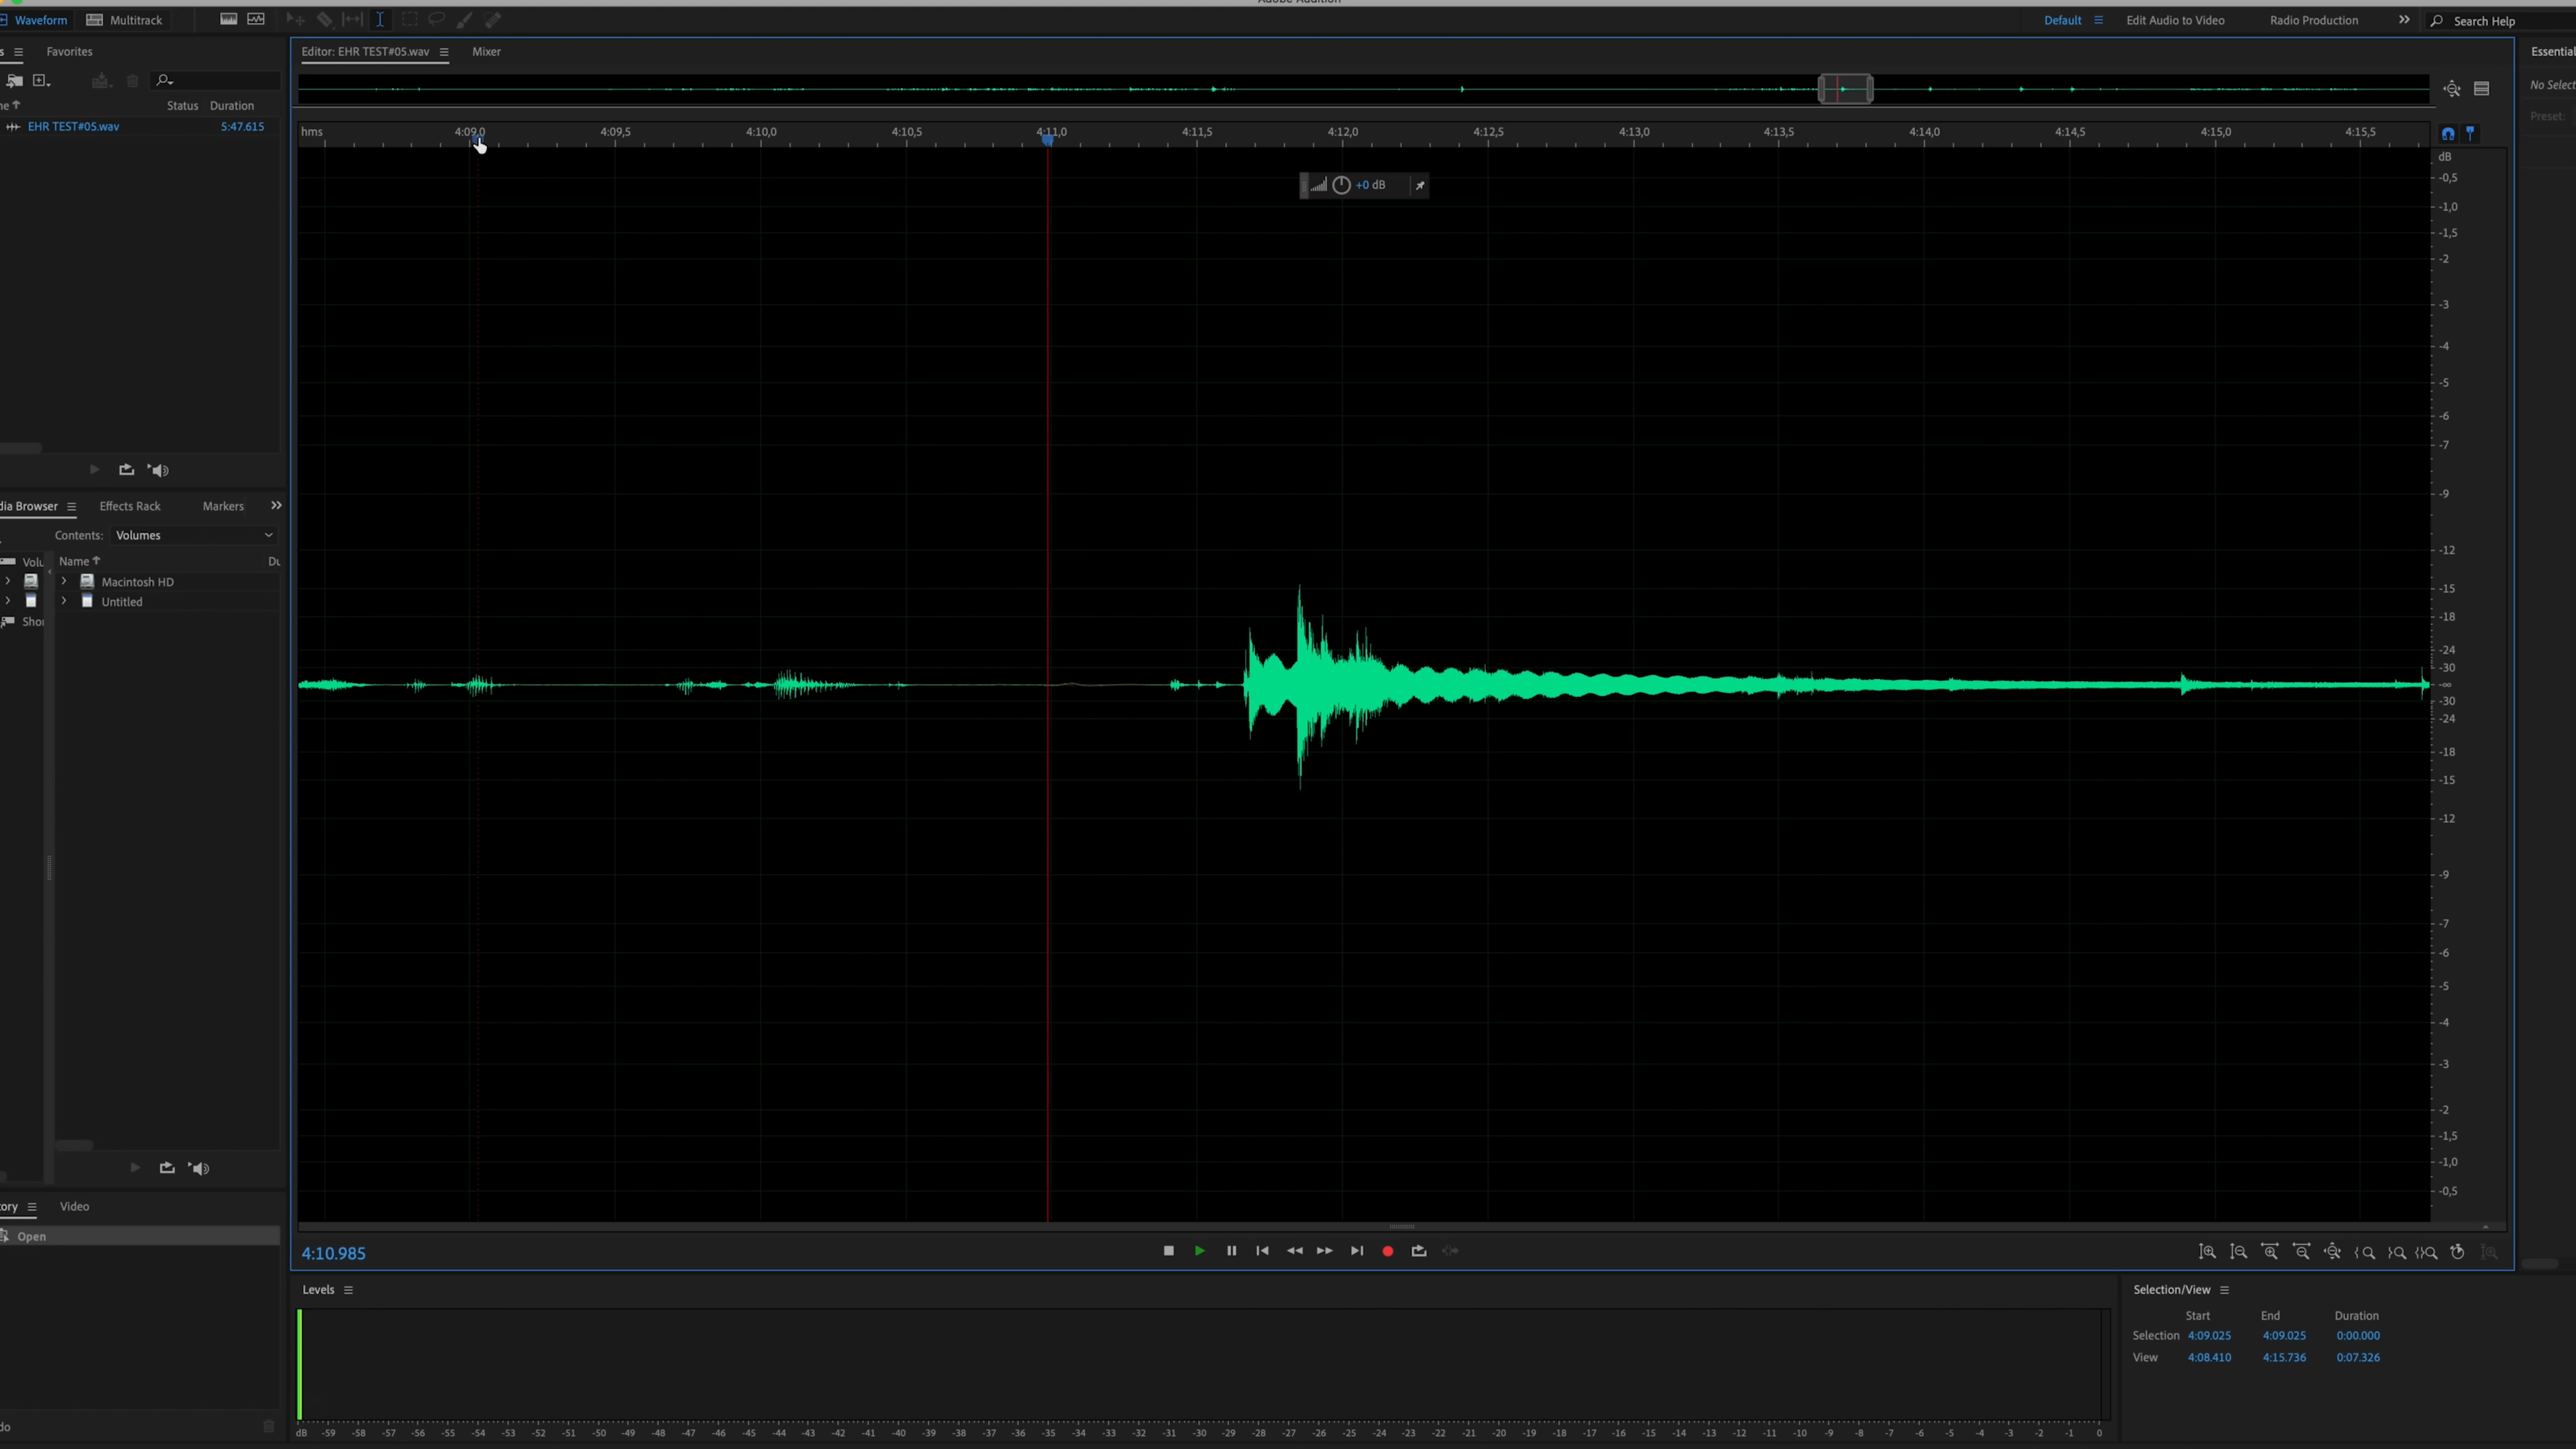 Adobe Audition
Waveform Multitrack Default Edit Audio to Video Radio Production Search Help
Favorites Editor: EHR TEST#05.wav Mixer Essential
No Select
Status Duration
Preset:
EHR TEST#05.wav 5:47.615
hms 4:09,0 4:09,5 4:10,0 4:10,5 4:11,0 4:11,5 4:12,0 4:12,5 4:13,0 4:13,5 4:14,0 4:14,5 4:15,0 4:15,5
dB
-0,5
+0 dB
-1,0
-1,5
-2
-3
-4
-5
-6
-7
-9
-12
-15
-18
-24
-30
-∞
-30
-24
-18
-15
-12
-9
-7
-6
-5
-4
-3
-2
-1,5
-1,0
-0,5
dia Browser Effects Rack Markers
Contents: Volumes
Volu Name Du
Macintosh HD
Untitled
Shor
tory Video
Open
do
4:10.985
Levels
dB -59 -58 -57 -56 -55 -54 -53 -52 -51 -50 -49 -48 -47 -46 -45 -44 -43 -42 -41 -40 -39 -38 -37 -36 -35 -34 -33 -32 -31 -30 -29 -28 -27 -26 -25 -24 -23 -22 -21 -20 -19 -18 -17 -16 -15 -14 -13 -12 -11 -10 -9 -8 -7 -6 -5 -4 -3 -2 -1 0
Selection/View
Start End Duration
Selection 4:09.025 4:09.025 0:00.000
View 4:08.410 4:15.736 0:07.326